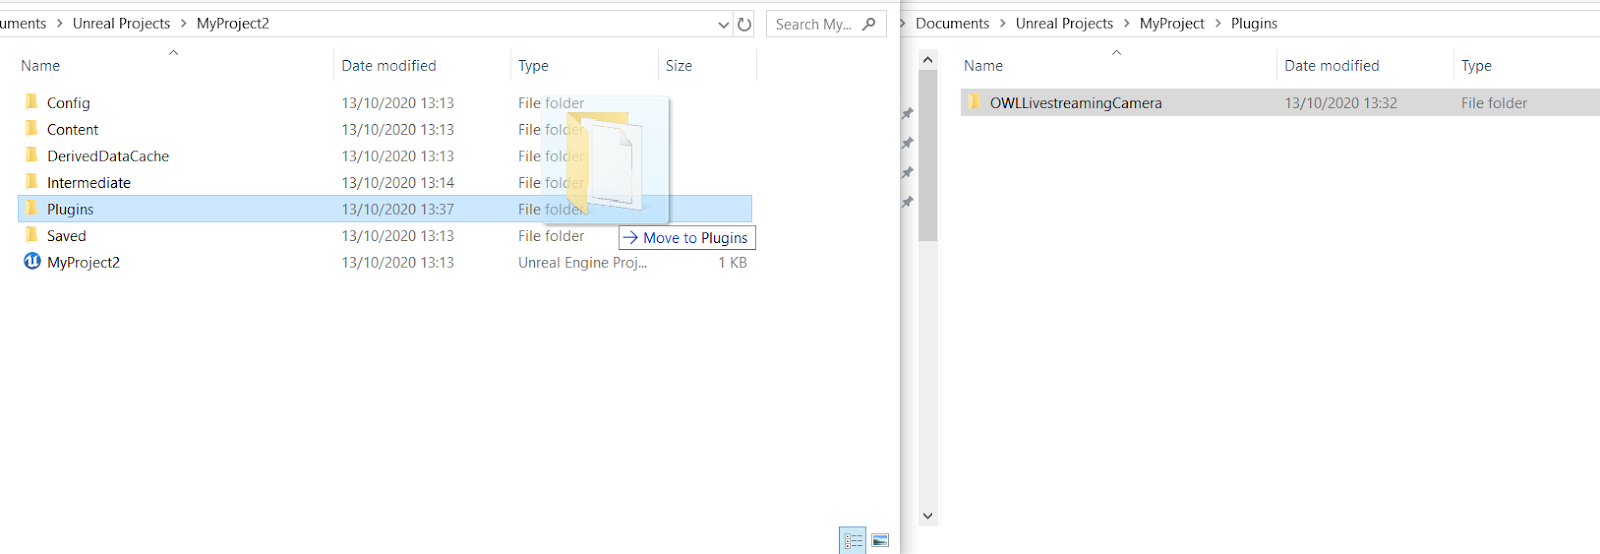 uments > Unreal Projects > MyProject2
Search My...
Name Date modified Type Size
Config 13/10/2020 13:13 File folder
Content 13/10/2020 13:13 File folder
DerivedDataCache 13/10/2020 13:13 File folder
Intermediate 13/10/2020 13:14 File folder
Plugins 13/10/2020 13:37 File folder
Saved 13/10/2020 13:13 File folder
→ Move to Plugins
MyProject2 13/10/2020 13:13 Unreal Engine Proj... 1 KB
> Documents > Unreal Projects > MyProject > Plugins
Name Date modified Type
OWLLivestreamingCamera 13/10/2020 13:32 File folder